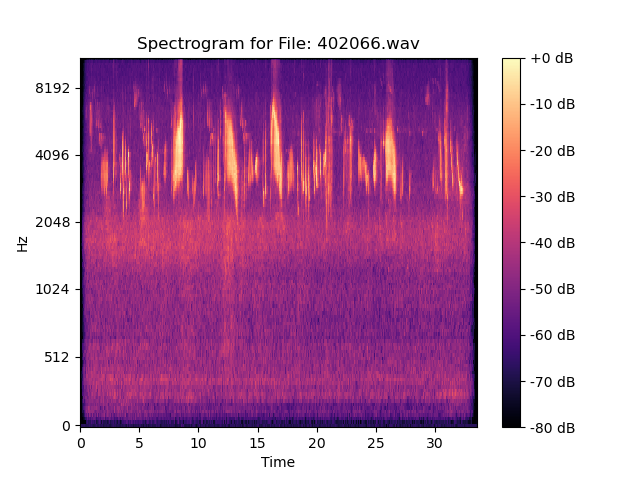 Spectrogram for File: 402066.wav
8192
4096
2048
1024
512
0
Hz
0 5 10 15 20 25 30
Time
+0 dB
-10 dB
-20 dB
-30 dB
-40 dB
-50 dB
-60 dB
-70 dB
-80 dB